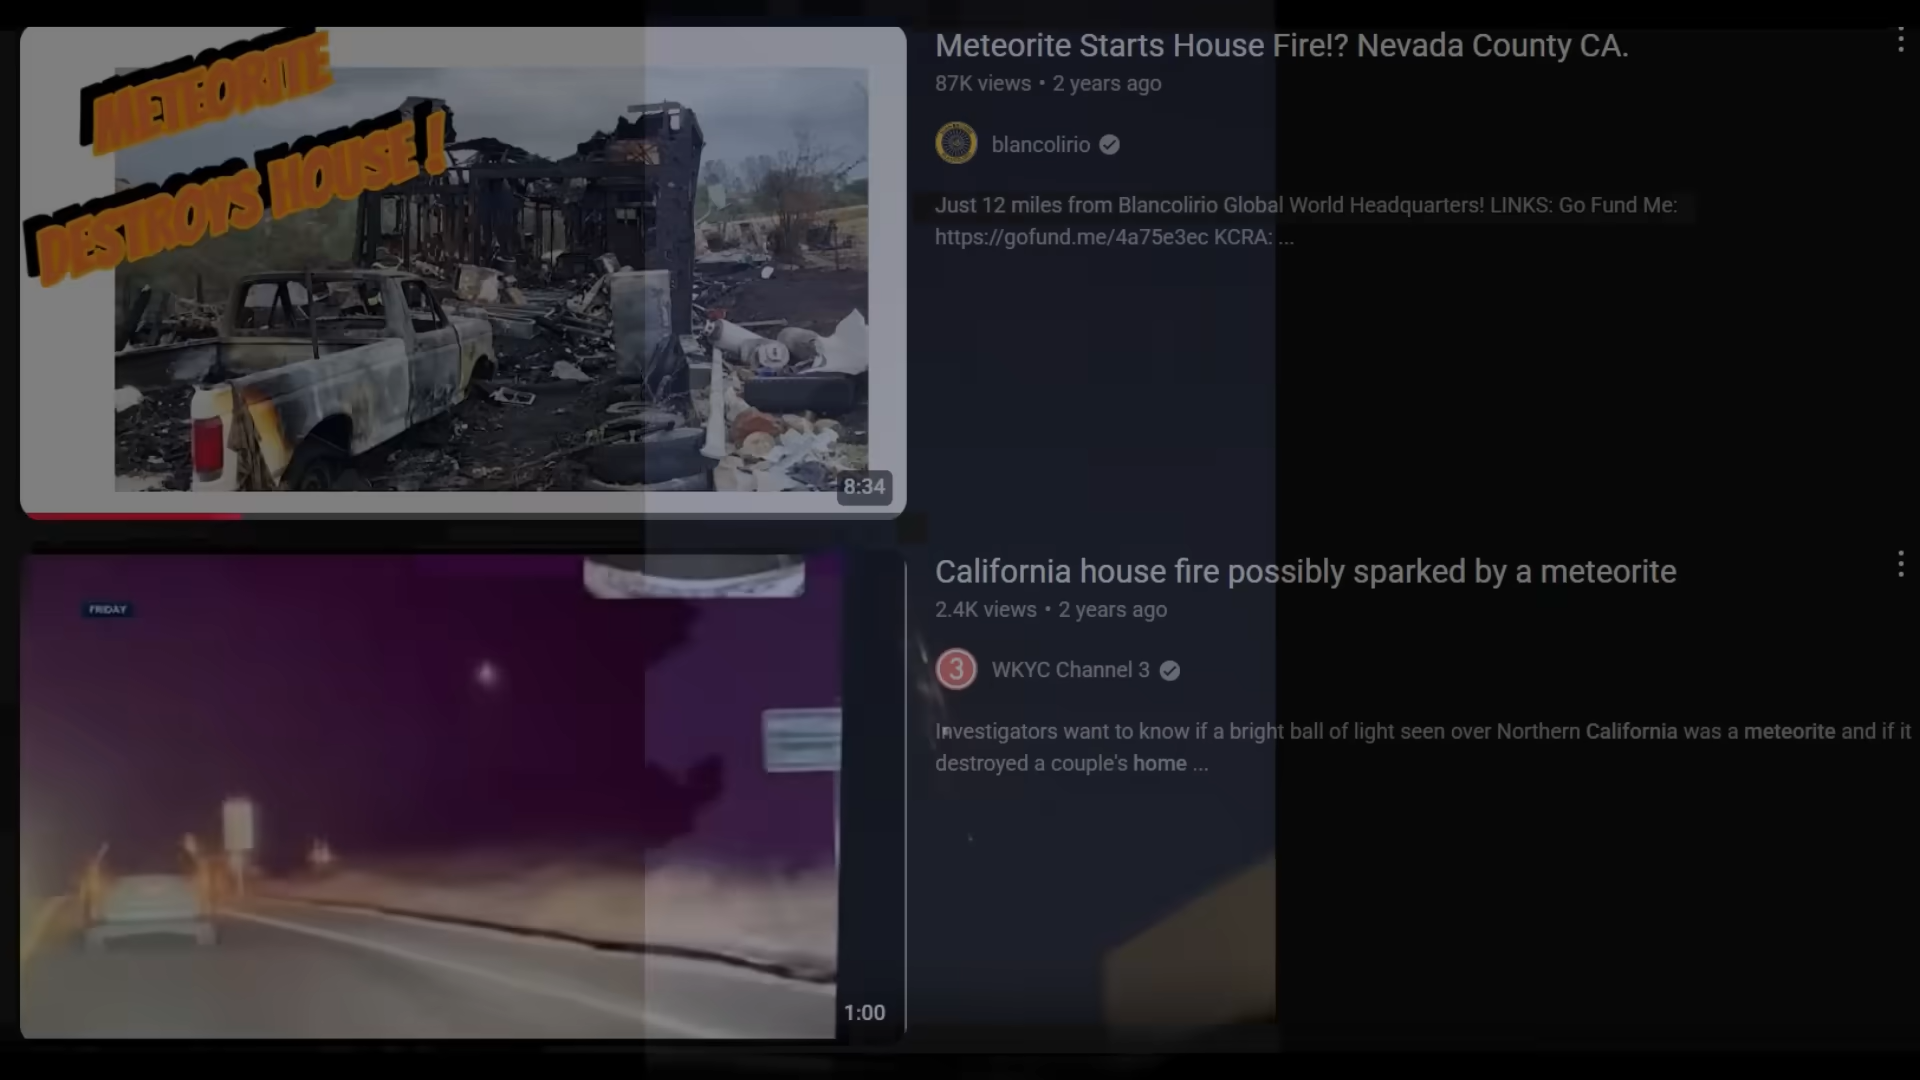 METEORITE
DESTROYS HOUSE!
8:34
Meteorite Starts House Fire!? Nevada County CA.
87K views • 2 years ago
blancolirio
Just 12 miles from Blancolirio Global World Headquarters! LINKS: Go Fund Me:
https://gofund.me/4a75e3ec KCRA: ...
FRIDAY
1:00
California house fire possibly sparked by a meteorite
2.4K views • 2 years ago
3 WKYC Channel 3
Investigators want to know if a bright ball of light seen over Northern California was a meteorite and if it
destroyed a couple's home ...